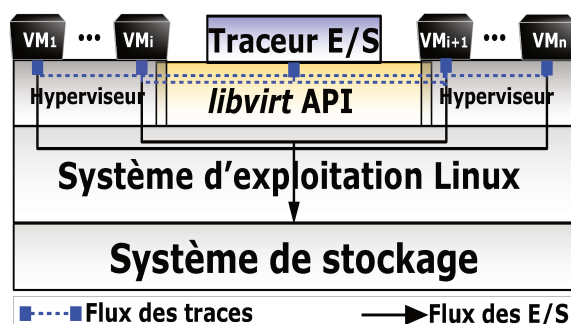 VM1 ••• VMi Traceur E/S VMi+1 ••• VMn
Hyperviseur libvirt API Hyperviseur
Système d'exploitation Linux
Système de stockage
Flux des traces Flux des E/S